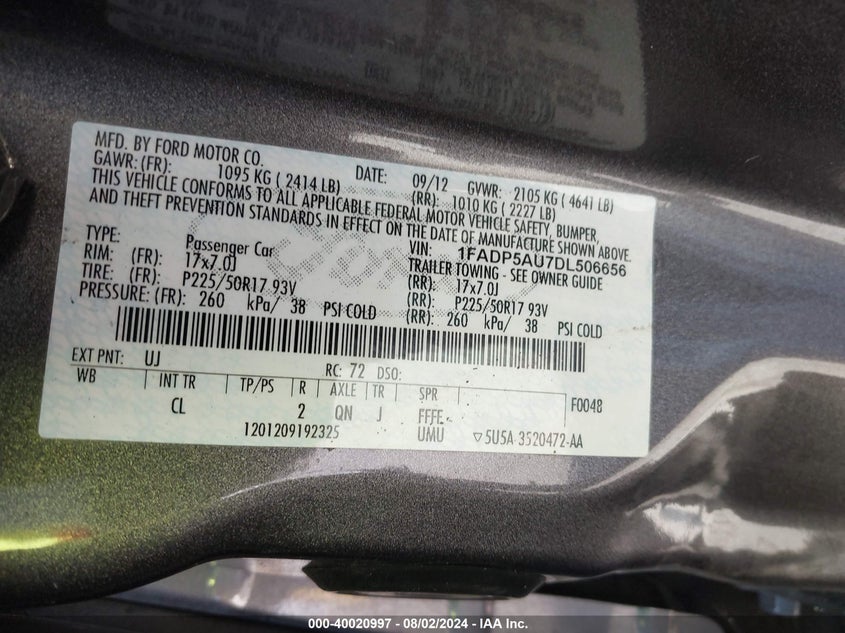 MFD. BY FORD MOTOR CO. DATE: 09/12 GVWR: 2105 KG ( 4641 LB)
GAWR: (FR): 1095 KG ( 2414 LB) (RR): 1010 KG ( 2227 LB)
THIS VEHICLE CONFORMS TO ALL APPLICABLE FEDERAL MOTOR VEHICLE SAFETY, BUMPER,
AND THEFT PREVENTION STANDARDS IN EFFECT ON THE DATE OF MANUFACTURE SHOWN ABOVE.
VIN: 1FADP5AU7DL506656
TYPE: Passenger Car TRAILER TOWING - SEE OWNER GUIDE
RIM: (FR): 17x7.0J (RR): 17x7.0J
TIRE: (FR): P225/50R17 93V (RR): P225/50R17 93V
PRESSURE: (FR): 260 kPa/ 38 PSI COLD (RR): 260 kPa/ 38 PSI COLD
EXT PNT: UJ RC: 72 DSO:
WB INT TR TP/PS R AXLE TR SPR F0048
CL 2 QN J FFFE
1201209192325 UMU ▽5U5A-3520472-AA
000-40020997 - 08/02/2024 - IAA Inc.